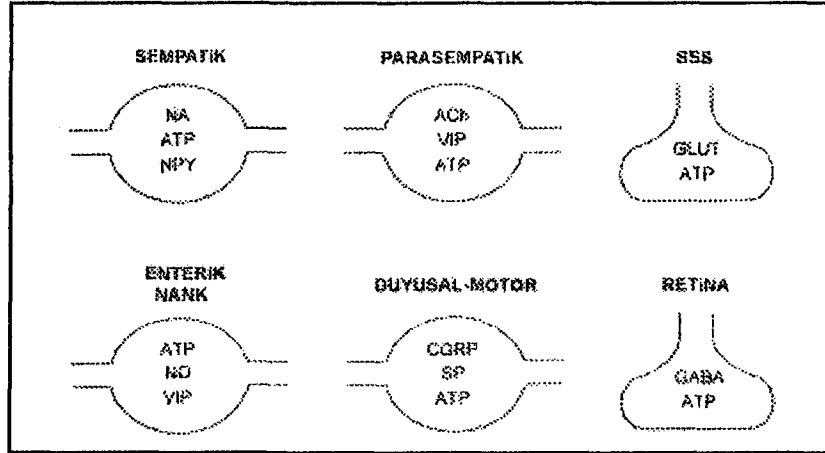 SEMPATİK
NA
ATP
NPY
PARASEMPATİK
ACh
VIP
ATP
SSS
GLUT
ATP
ENTERİK
NANK
ATP
NO
VIP
DUYUSAL-MOTOR
CGRP
SP
ATP
RETİNA
GABA
ATP